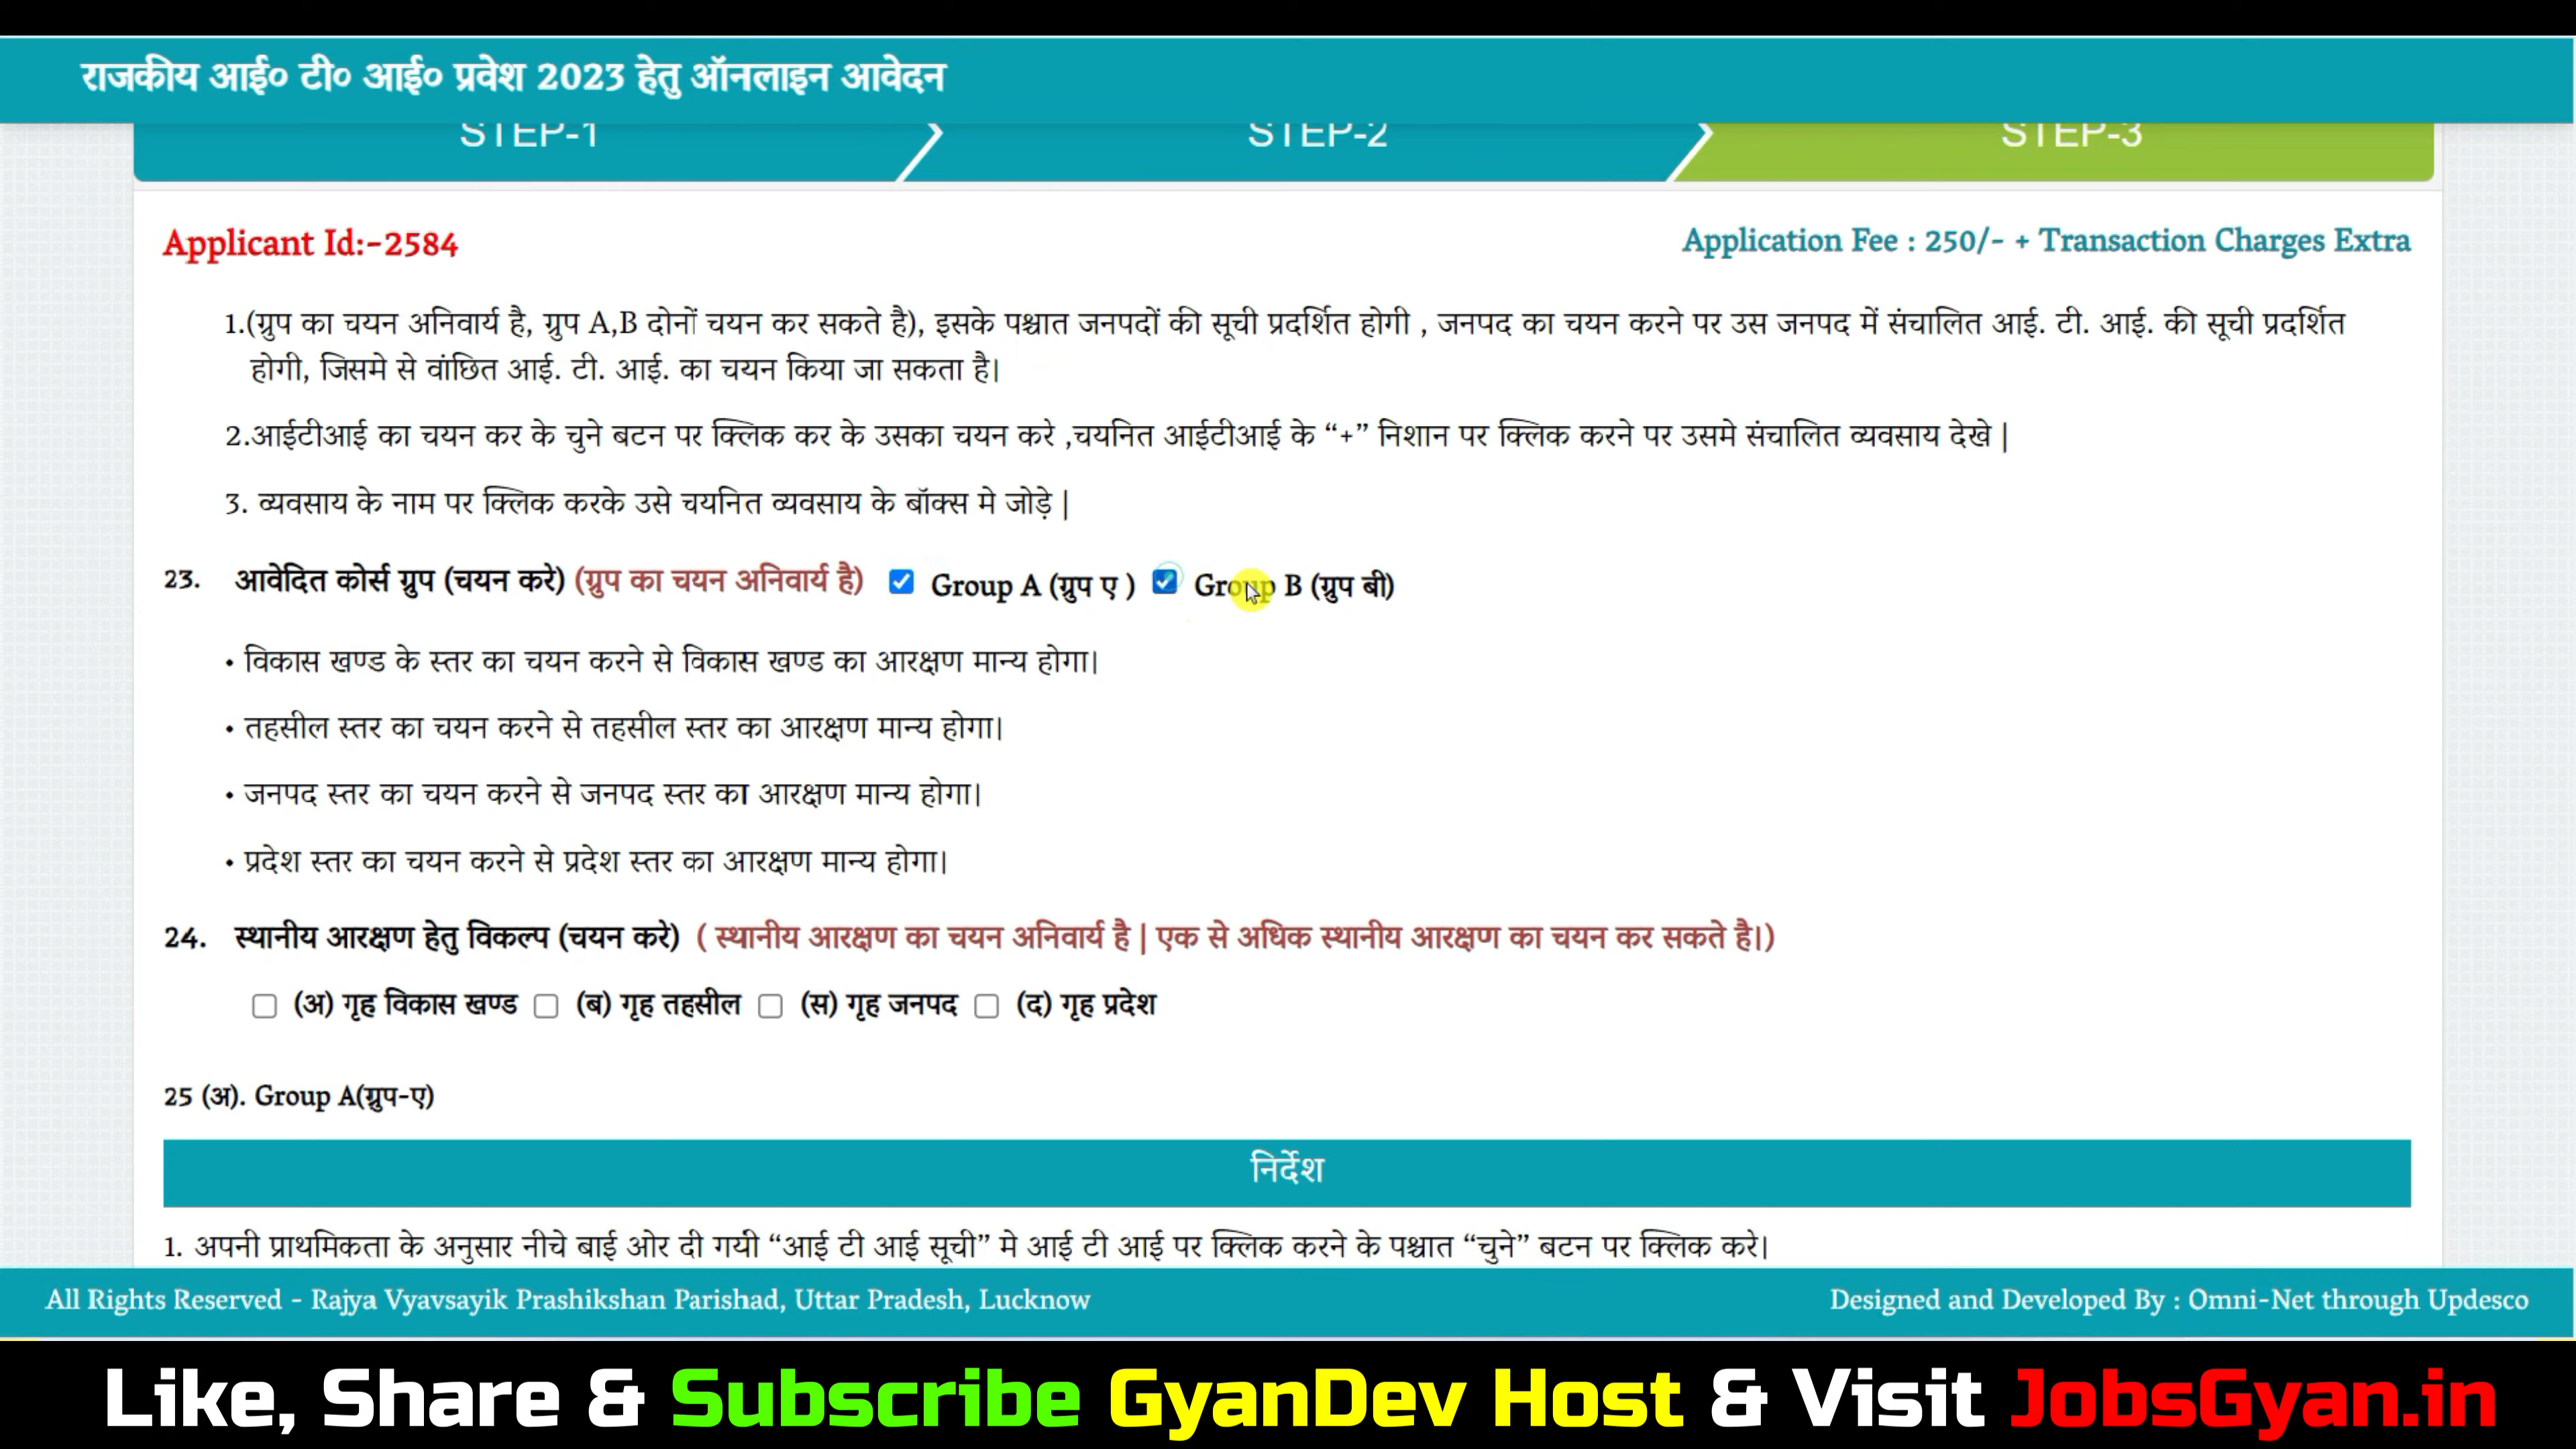 राजकीय आई० टी० आई० प्रवेश 2023 हेतु ऑनलाइन आवेदन
STEP-1 STEP-2 STEP-3
Applicant Id:-2584 Application Fee : 250/- + Transaction Charges Extra
1.(ग्रुप का चयन अनिवार्य है, ग्रुप A,B दोनों चयन कर सकते है), इसके पश्चात जनपदों की सूची प्रदर्शित होगी , जनपद का चयन करने पर उस जनपद में संचालित आई. टी. आई. की सूची प्रदर्शित
होगी, जिसमे से वांछित आई. टी. आई. का चयन किया जा सकता है।
2.आईटीआई का चयन कर के चुने बटन पर क्लिक कर के उसका चयन करे ,चयनित आईटीआई के “+” निशान पर क्लिक करने पर उसमे संचालित व्यवसाय देखे |
3. व्यवसाय के नाम पर क्लिक करके उसे चयनित व्यवसाय के बॉक्स मे जोड़े |
23. आवेदित कोर्स ग्रुप (चयन करे) (ग्रुप का चयन अनिवार्य है) Group A (ग्रुप ए ) Group B (ग्रुप बी)
• विकास खण्ड के स्तर का चयन करने से विकास खण्ड का आरक्षण मान्य होगा।
• तहसील स्तर का चयन करने से तहसील स्तर का आरक्षण मान्य होगा।
• जनपद स्तर का चयन करने से जनपद स्तर का आरक्षण मान्य होगा।
• प्रदेश स्तर का चयन करने से प्रदेश स्तर का आरक्षण मान्य होगा।
24. स्थानीय आरक्षण हेतु विकल्प (चयन करे) ( स्थानीय आरक्षण का चयन अनिवार्य है | एक से अधिक स्थानीय आरक्षण का चयन कर सकते है।)
(अ) गृह विकास खण्ड (ब) गृह तहसील (स) गृह जनपद (द) गृह प्रदेश
25 (अ). Group A(ग्रुप-ए)
निर्देश
1. अपनी प्राथमिकता के अनुसार नीचे बाई ओर दी गयी “आई टी आई सूची” मे आई टी आई पर क्लिक करने के पश्चात “चुने” बटन पर क्लिक करे।
All Rights Reserved - Rajya Vyavsayik Prashikshan Parishad, Uttar Pradesh, Lucknow Designed and Developed By : Omni-Net through Updesco
Like, Share & Subscribe GyanDev Host & Visit JobsGyan.in